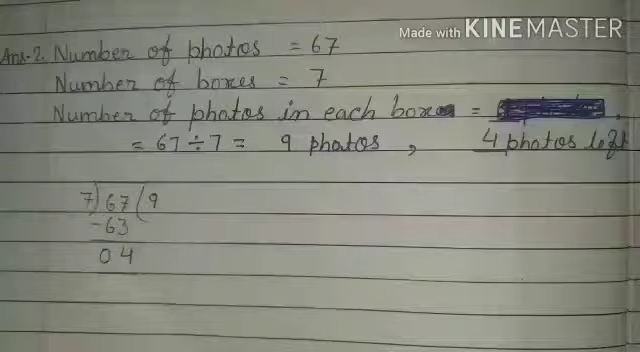 Made with KINEMASTER
Ans-2. Number of photos = 67
Number of boxes = 7
Number of photos in each box =
= 67 ÷ 7 = 9 photos, 4 photos left
7) 67 (9
-63
04